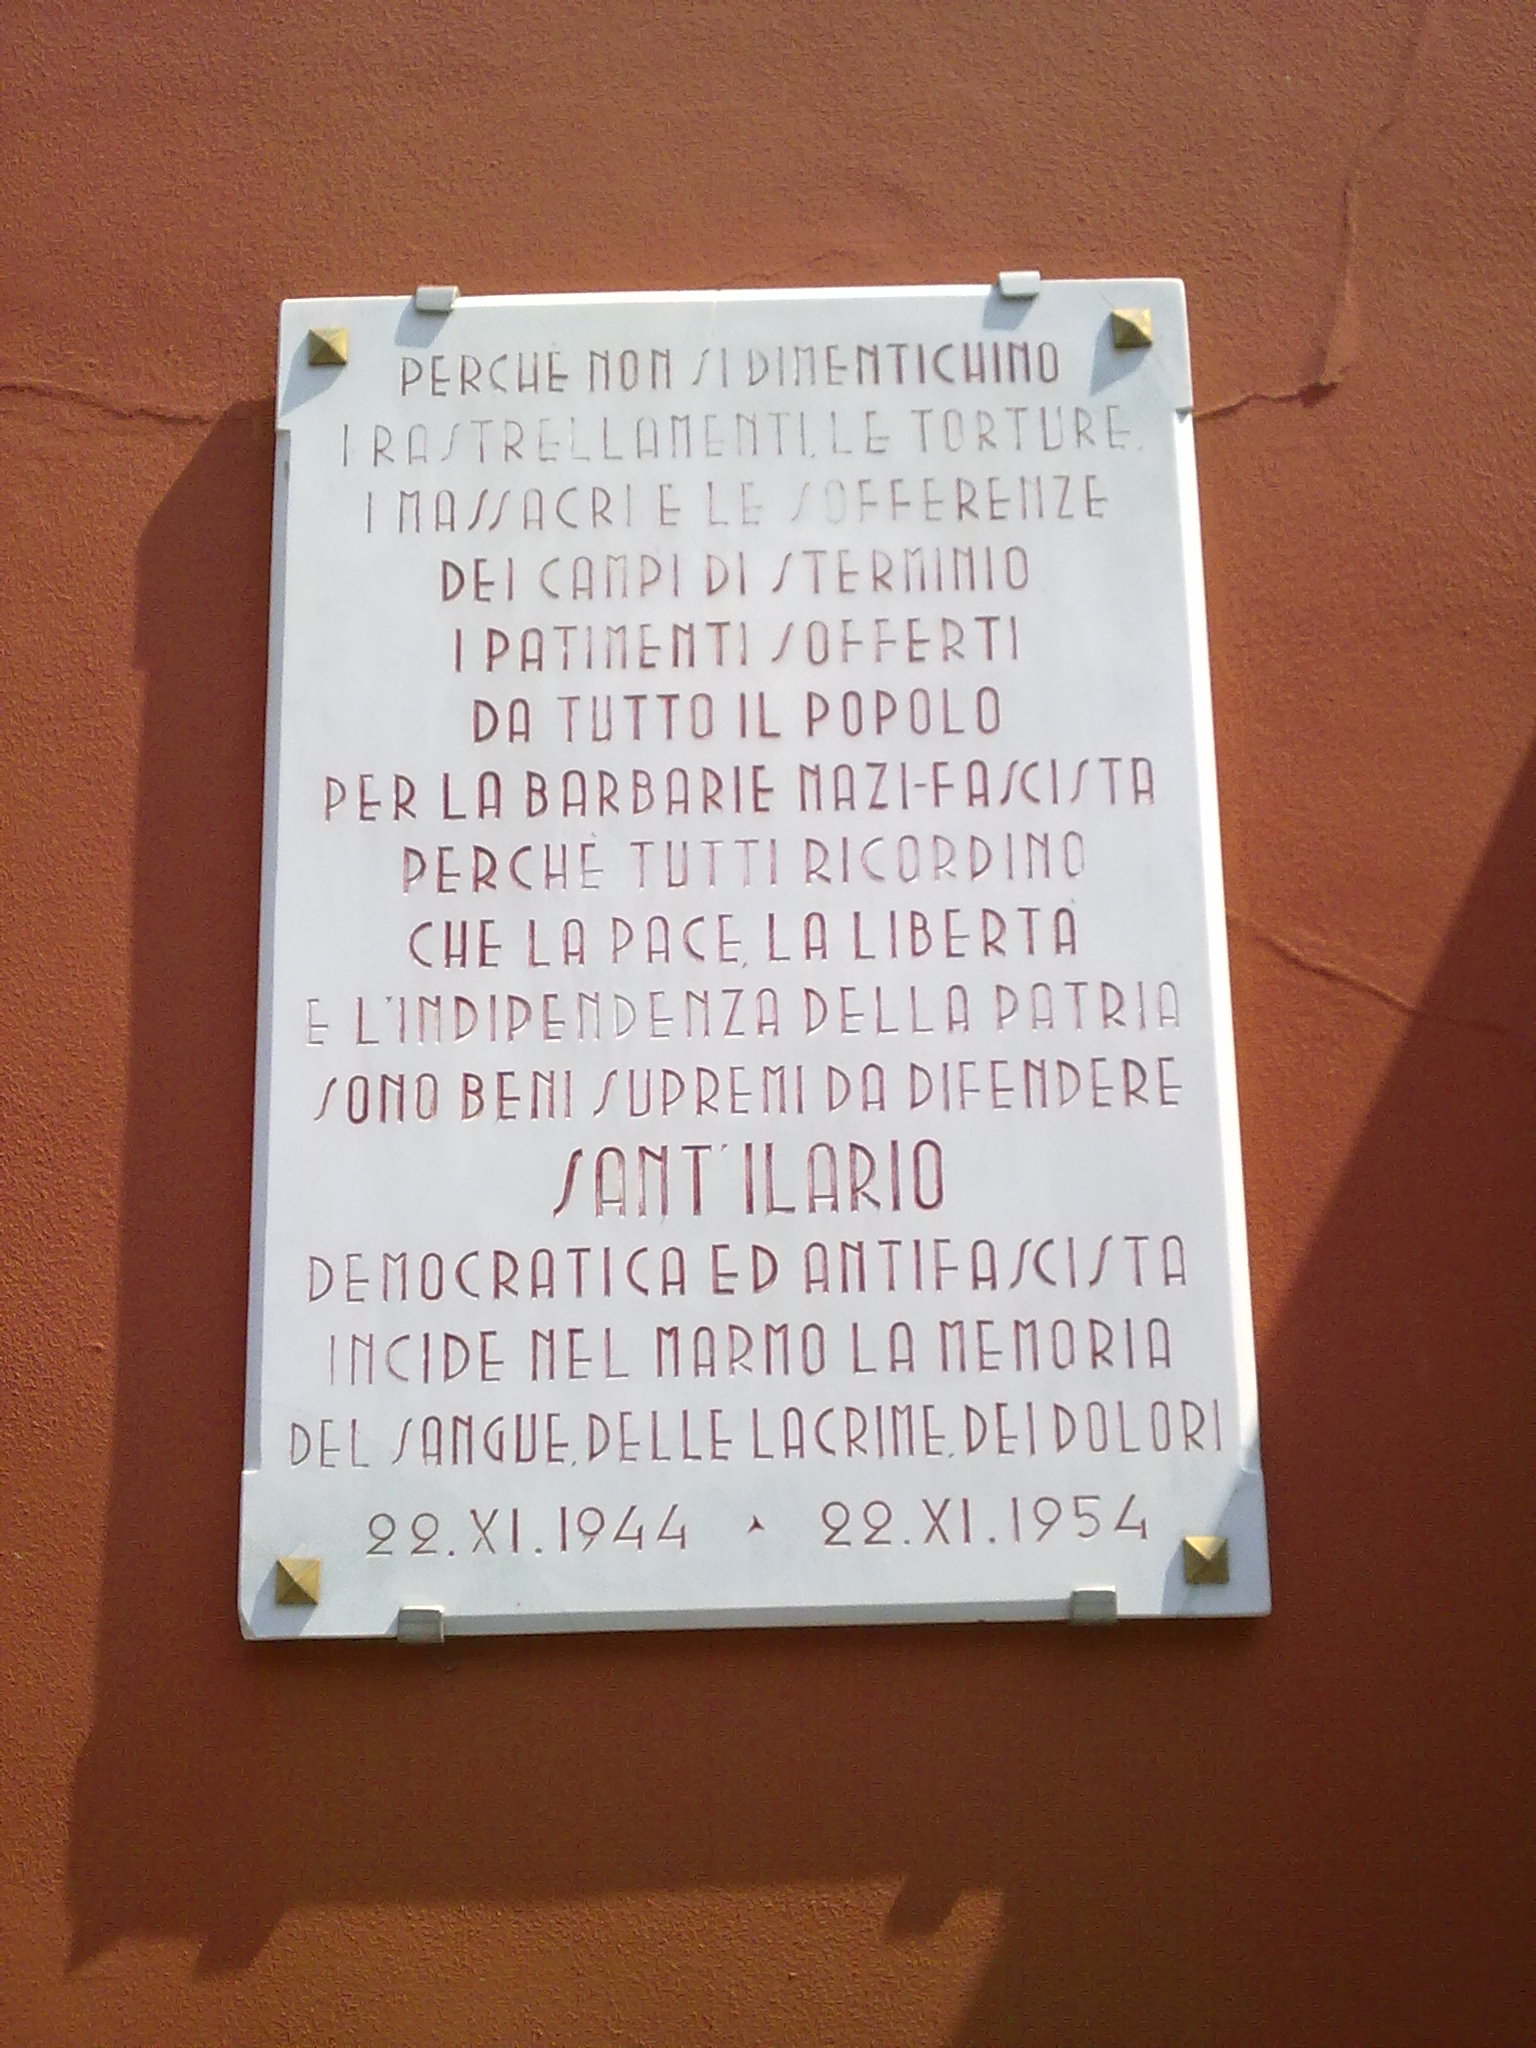 PERCHÈ NON SI DIMENTICHINO
I RASTRELLAMENTI, LE TORTURE,
I MASSACRI E LE SOFFERENZE
DEI CAMPI DI STERMINIO
I PATIMENTI SOFFERTI
DA TUTTO IL POPOLO
PER LA BARBARIE NAZI-FASCISTA
PERCHÈ TUTTI RICORDINO
CHE LA PACE, LA LIBERTÀ
E L'INDIPENDENZA DELLA PATRIA
SONO BENI SUPREMI DA DIFENDERE
SANT'ILARIO
DEMOCRATICA ED ANTIFASCISTA
INCIDE NEL MARMO LA MEMORIA
DEL SANGUE, DELLE LACRIME, DEI DOLORI
22.XI.1944 ▴ 22.XI.1954